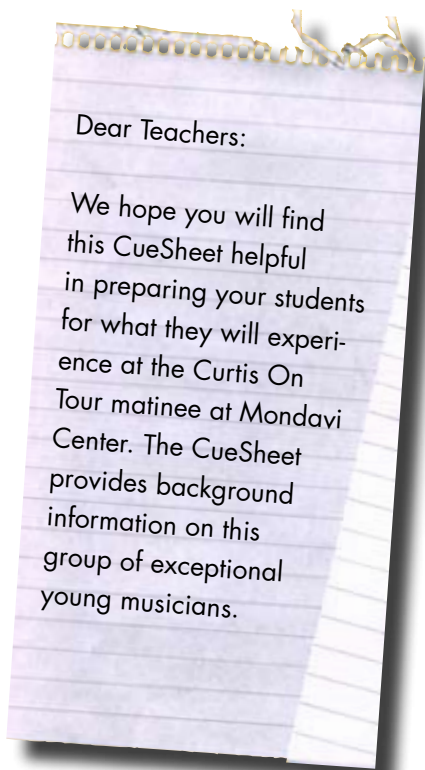 Dear Teachers:
We hope you will find
this CueSheet helpful
in preparing your students
for what they will experi-
ence at the Curtis On
Tour matinee at Mondavi
Center. The CueSheet
provides background
information on this
group of exceptional
young musicians.